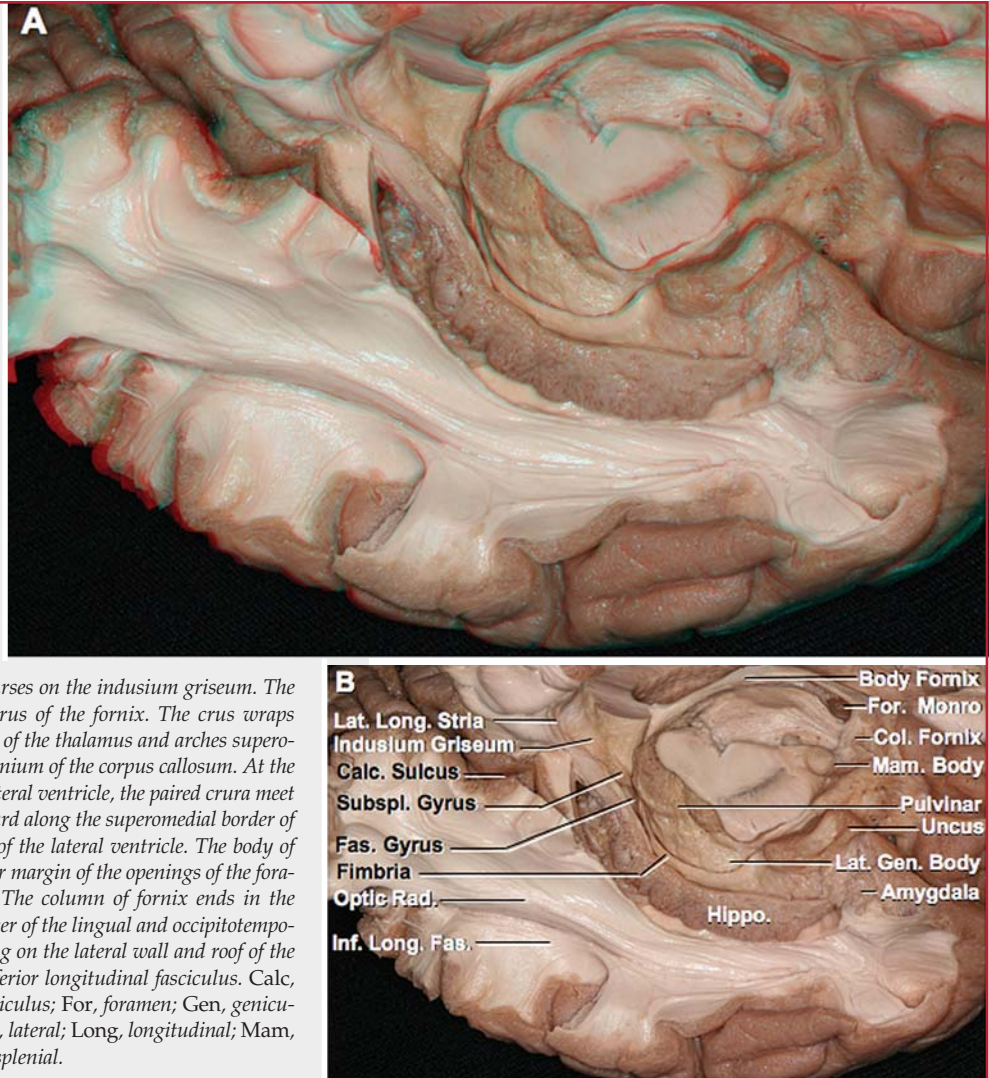 A
rses on the indusium griseum. The
rus of the fornix. The crus wraps
of the thalamus and arches supero-
nium of the corpus callosum. At the
teral ventricle, the paired crura meet
rd along the superomedial border of
of the lateral ventricle. The body of
r margin of the openings of the fora-
The column of fornix ends in the
er of the lingual and occipitotempo-
ng on the lateral wall and roof of the
ferior longitudinal fasciculus. Calc,
iculus; For, foramen; Gen, genicu-
, lateral; Long, longitudinal; Mam,
splenial.
B
Lat. Long. Stria
Indusium Griseum
Calc. Sulcus
Subspl. Gyrus
Fas. Gyrus
Fimbria
Optic Rad.
Inf. Long. Fas.
Body Fornix
For. Monro
Col. Fornix
Mam. Body
Pulvinar
Uncus
Lat. Gen. Body
Amygdala
Hippo.